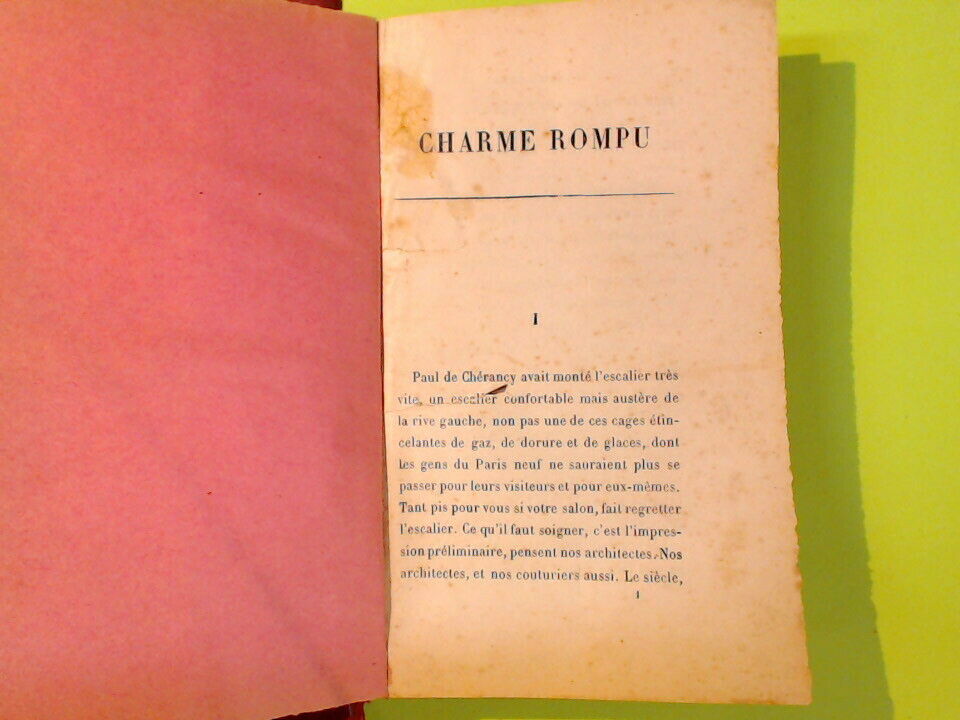 CHARME ROMPU
I
Paul de Chérancy avait monté l'escalier très
vite, un escalier confortable mais austère de
la rive gauche, non pas une de ces cages étin-
celantes de gaz, de dorure et de glaces, dont
les gens du Paris neuf ne sauraient plus se
passer pour leurs visiteurs et pour eux-mêmes.
Tant pis pour vous si votre salon, fait regretter
l'escalier. Ce qu'il faut soigner, c'est l'impres-
sion préliminaire, pensent nos architectes. Nos
architectes, et nos couturiers aussi. Le siècle,
1